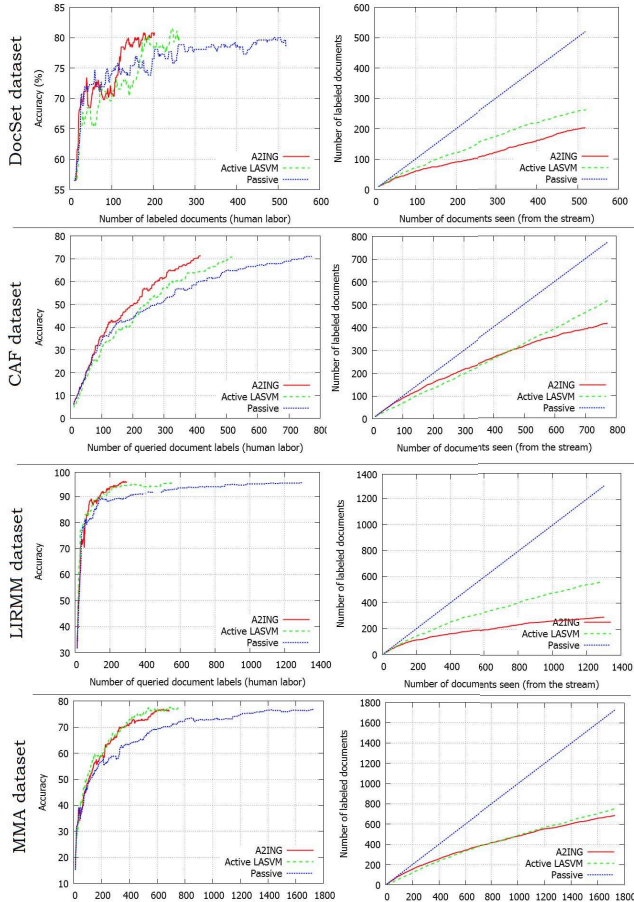 DocSet dataset
Accuracy (%)
85
80
75
70
65
60
55
0 100 200 300 400 500 600
A2ING
Active LASVM
Passive
Number of labeled documents (human labor)
Number of labeled documents
600
500
400
300
200
100
0
0 100 200 300 400 500 600
A2ING
Active LASVM
Passive
Number of documents seen (from the stream)
CAF dataset
Accuracy
80
70
60
50
40
30
20
10
0
0 100 200 300 400 500 600 700 800
A2ING
Active LASVM
Passive
Number of queried document labels (human labor)
Number of labeled documents
800
700
600
500
400
300
200
100
0
0 100 200 300 400 500 600 700 800
A2ING
Active LASVM
Passive
Number of documents seen (from the stream)
LIRMM dataset
Accuracy
100
90
80
70
60
50
40
30
0 200 400 600 800 1000 1200 1400
A2ING
Active LASVM
Passive
Number of queried document labels (human labor)
Number of labeled documents
1400
1200
1000
800
600
400
200
0
0 200 400 600 800 1000 1200 1400
A2ING
Active LASVM
Passive
Number of documents seen (from the stream)
MMA dataset
Accuracy
80
70
60
50
40
30
20
10
0 200 400 600 800 1000 1200 1400 1600 1800
A2ING
Active LASVM
Passive
Number of labeled documents
1800
1600
1400
1200
1000
800
600
400
200
0
0 200 400 600 800 1000 1200 1400 1600 1800
A2ING
Active LASVM
Passive